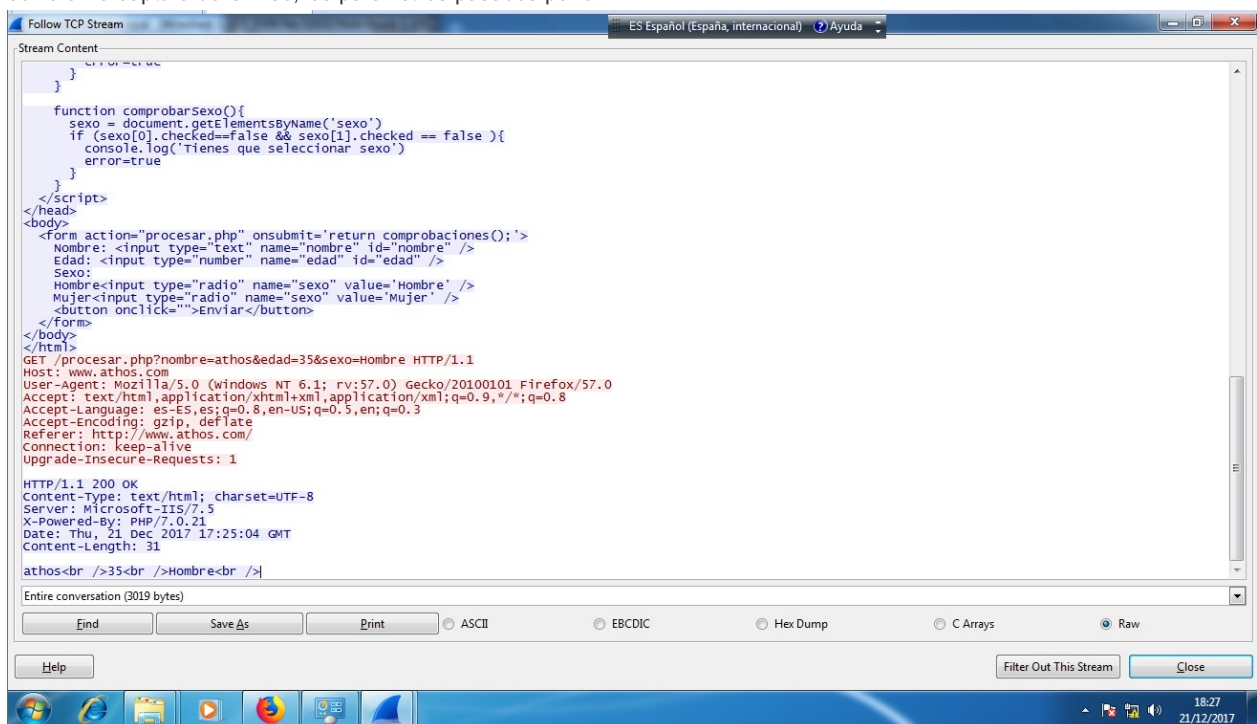 Follow TCP Stream
ES Español (España, internacional) Ayuda
Stream Content
error=true
}
}
function comprobarSexo(){
sexo = document.getElementsByName('sexo')
if (sexo[0].checked==false && sexo[1].checked == false ){
console.log('Tienes que seleccionar sexo')
error=true
}
}
</script>
</head>
<body>
<form action="procesar.php" onsubmit='return comprobaciones();'>
Nombre: <input type="text" name="nombre" id="nombre" />
Edad: <input type="number" name="edad" id="edad" />
Sexo:
Hombre<input type="radio" name="sexo" value='Hombre' />
Mujer<input type="radio" name="sexo" value='Mujer' />
<button onclick="">Enviar</button>
</form>
</body>
</html>
GET /procesar.php?nombre=athos&edad=35&sexo=Hombre HTTP/1.1
Host: www.athos.com
User-Agent: Mozilla/5.0 (Windows NT 6.1; rv:57.0) Gecko/20100101 Firefox/57.0
Accept: text/html,application/xhtml+xml,application/xml;q=0.9,*/*;q=0.8
Accept-Language: es-ES,es;q=0.8,en-US;q=0.5,en;q=0.3
Accept-Encoding: gzip, deflate
Referer: http://www.athos.com/
Connection: keep-alive
Upgrade-Insecure-Requests: 1
HTTP/1.1 200 OK
Content-Type: text/html; charset=UTF-8
Server: Microsoft-IIS/7.5
X-Powered-By: PHP/7.0.21
Date: Thu, 21 Dec 2017 17:25:04 GMT
Content-Length: 31
athos<br />35<br />Hombre<br />
Entire conversation (3019 bytes)
Find Save As Print ASCII EBCDIC Hex Dump C Arrays Raw
Help Filter Out This Stream Close
18:27
21/12/2017